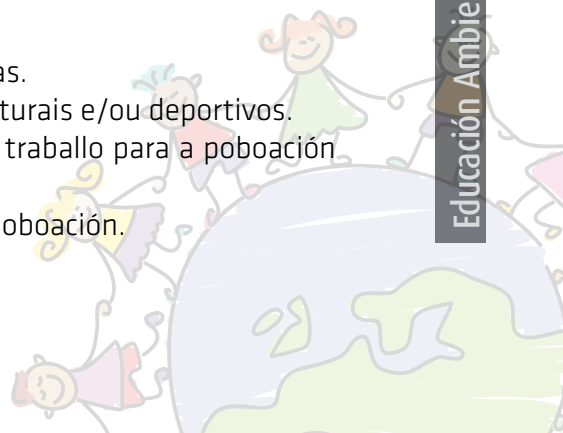 as.
turais e/ou deportivos.
traballo para a poboación
oboación.
Educación Ambie